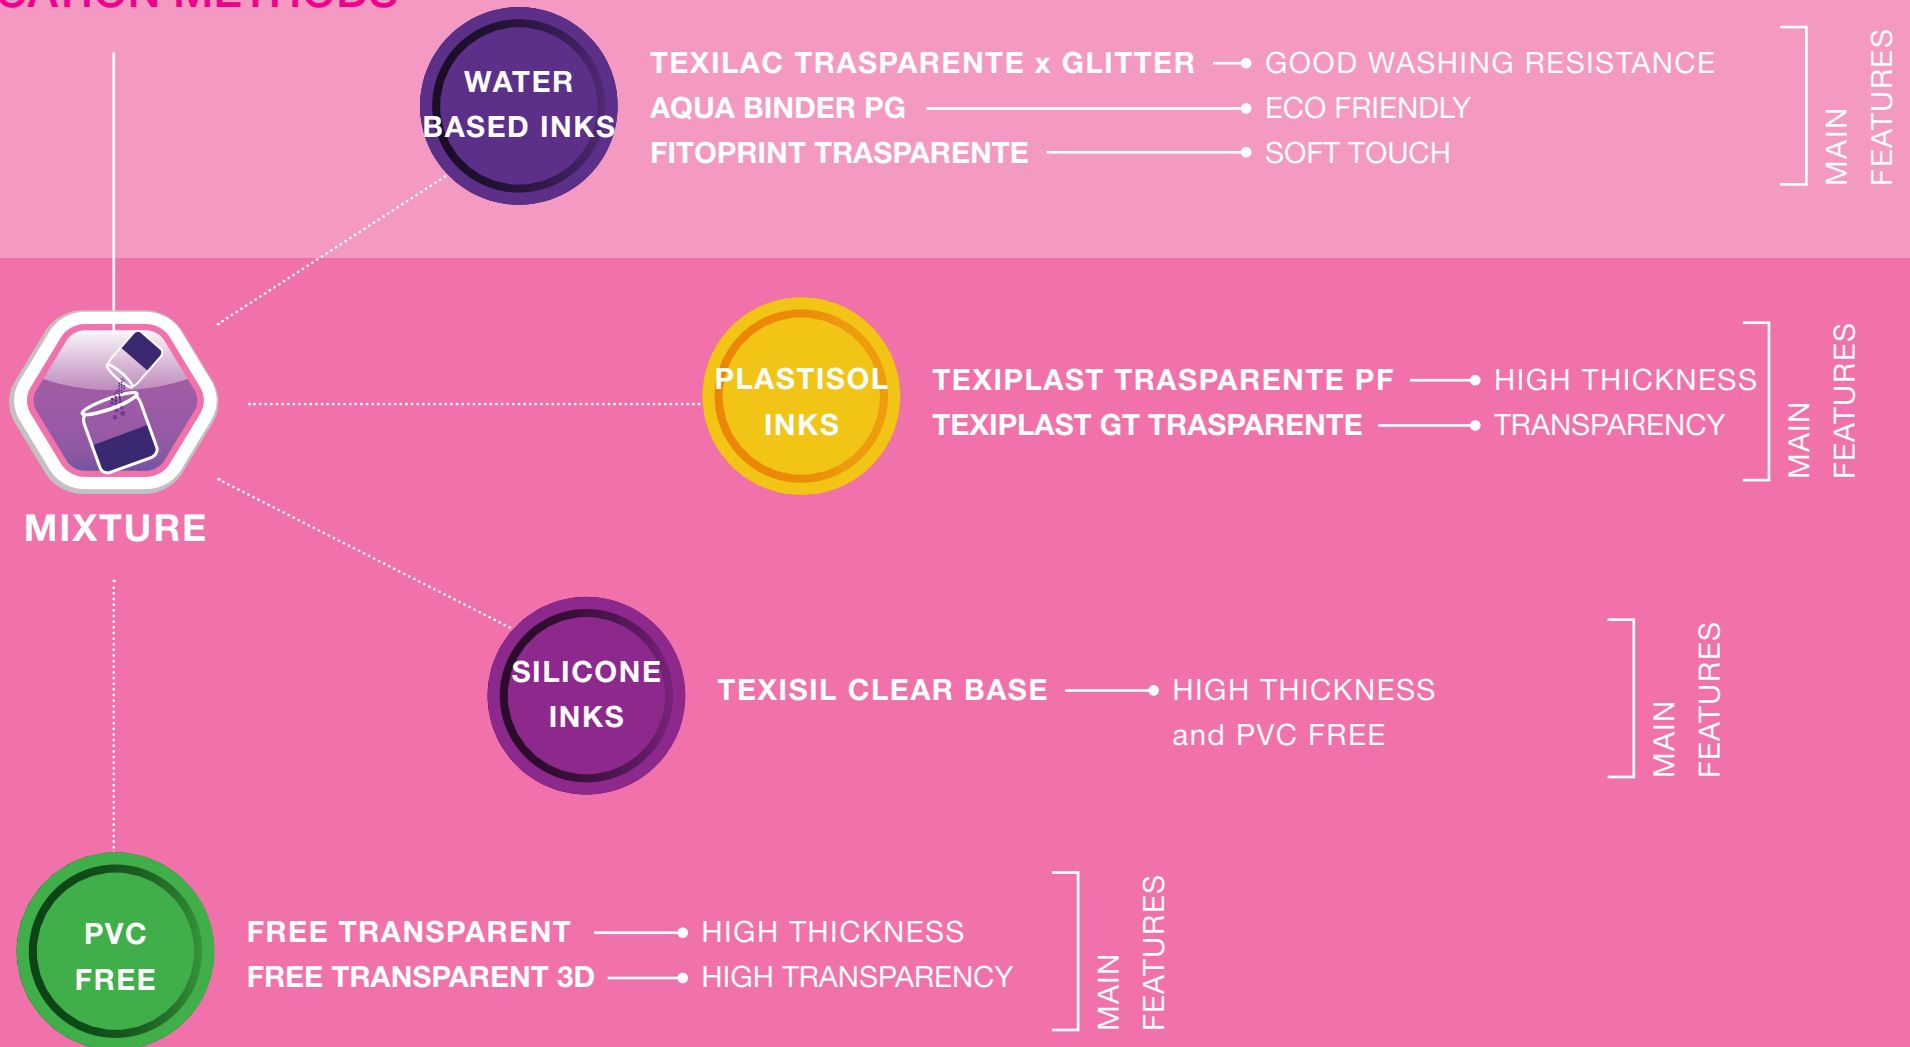 METHODS
WATER
BASED INKS
TEXILAC TRASPARENTE x GLITTER GOOD WASHING RESISTANCE
AQUA BINDER PG ECO FRIENDLY
FITOPRINT TRASPARENTE SOFT TOUCH
MAIN
FEATURES
MIXTURE
PLASTISOL
INKS
TEXIPLAST TRASPARENTE PF HIGH THICKNESS
TEXIPLAST GT TRASPARENTE TRANSPARENCY
MAIN
FEATURES
SILICONE
INKS
TEXISIL CLEAR BASE HIGH THICKNESS
and PVC FREE
MAIN
FEATURES
PVC
FREE
FREE TRANSPARENT HIGH THICKNESS
FREE TRANSPARENT 3D HIGH TRANSPARENCY
MAIN
FEATURES